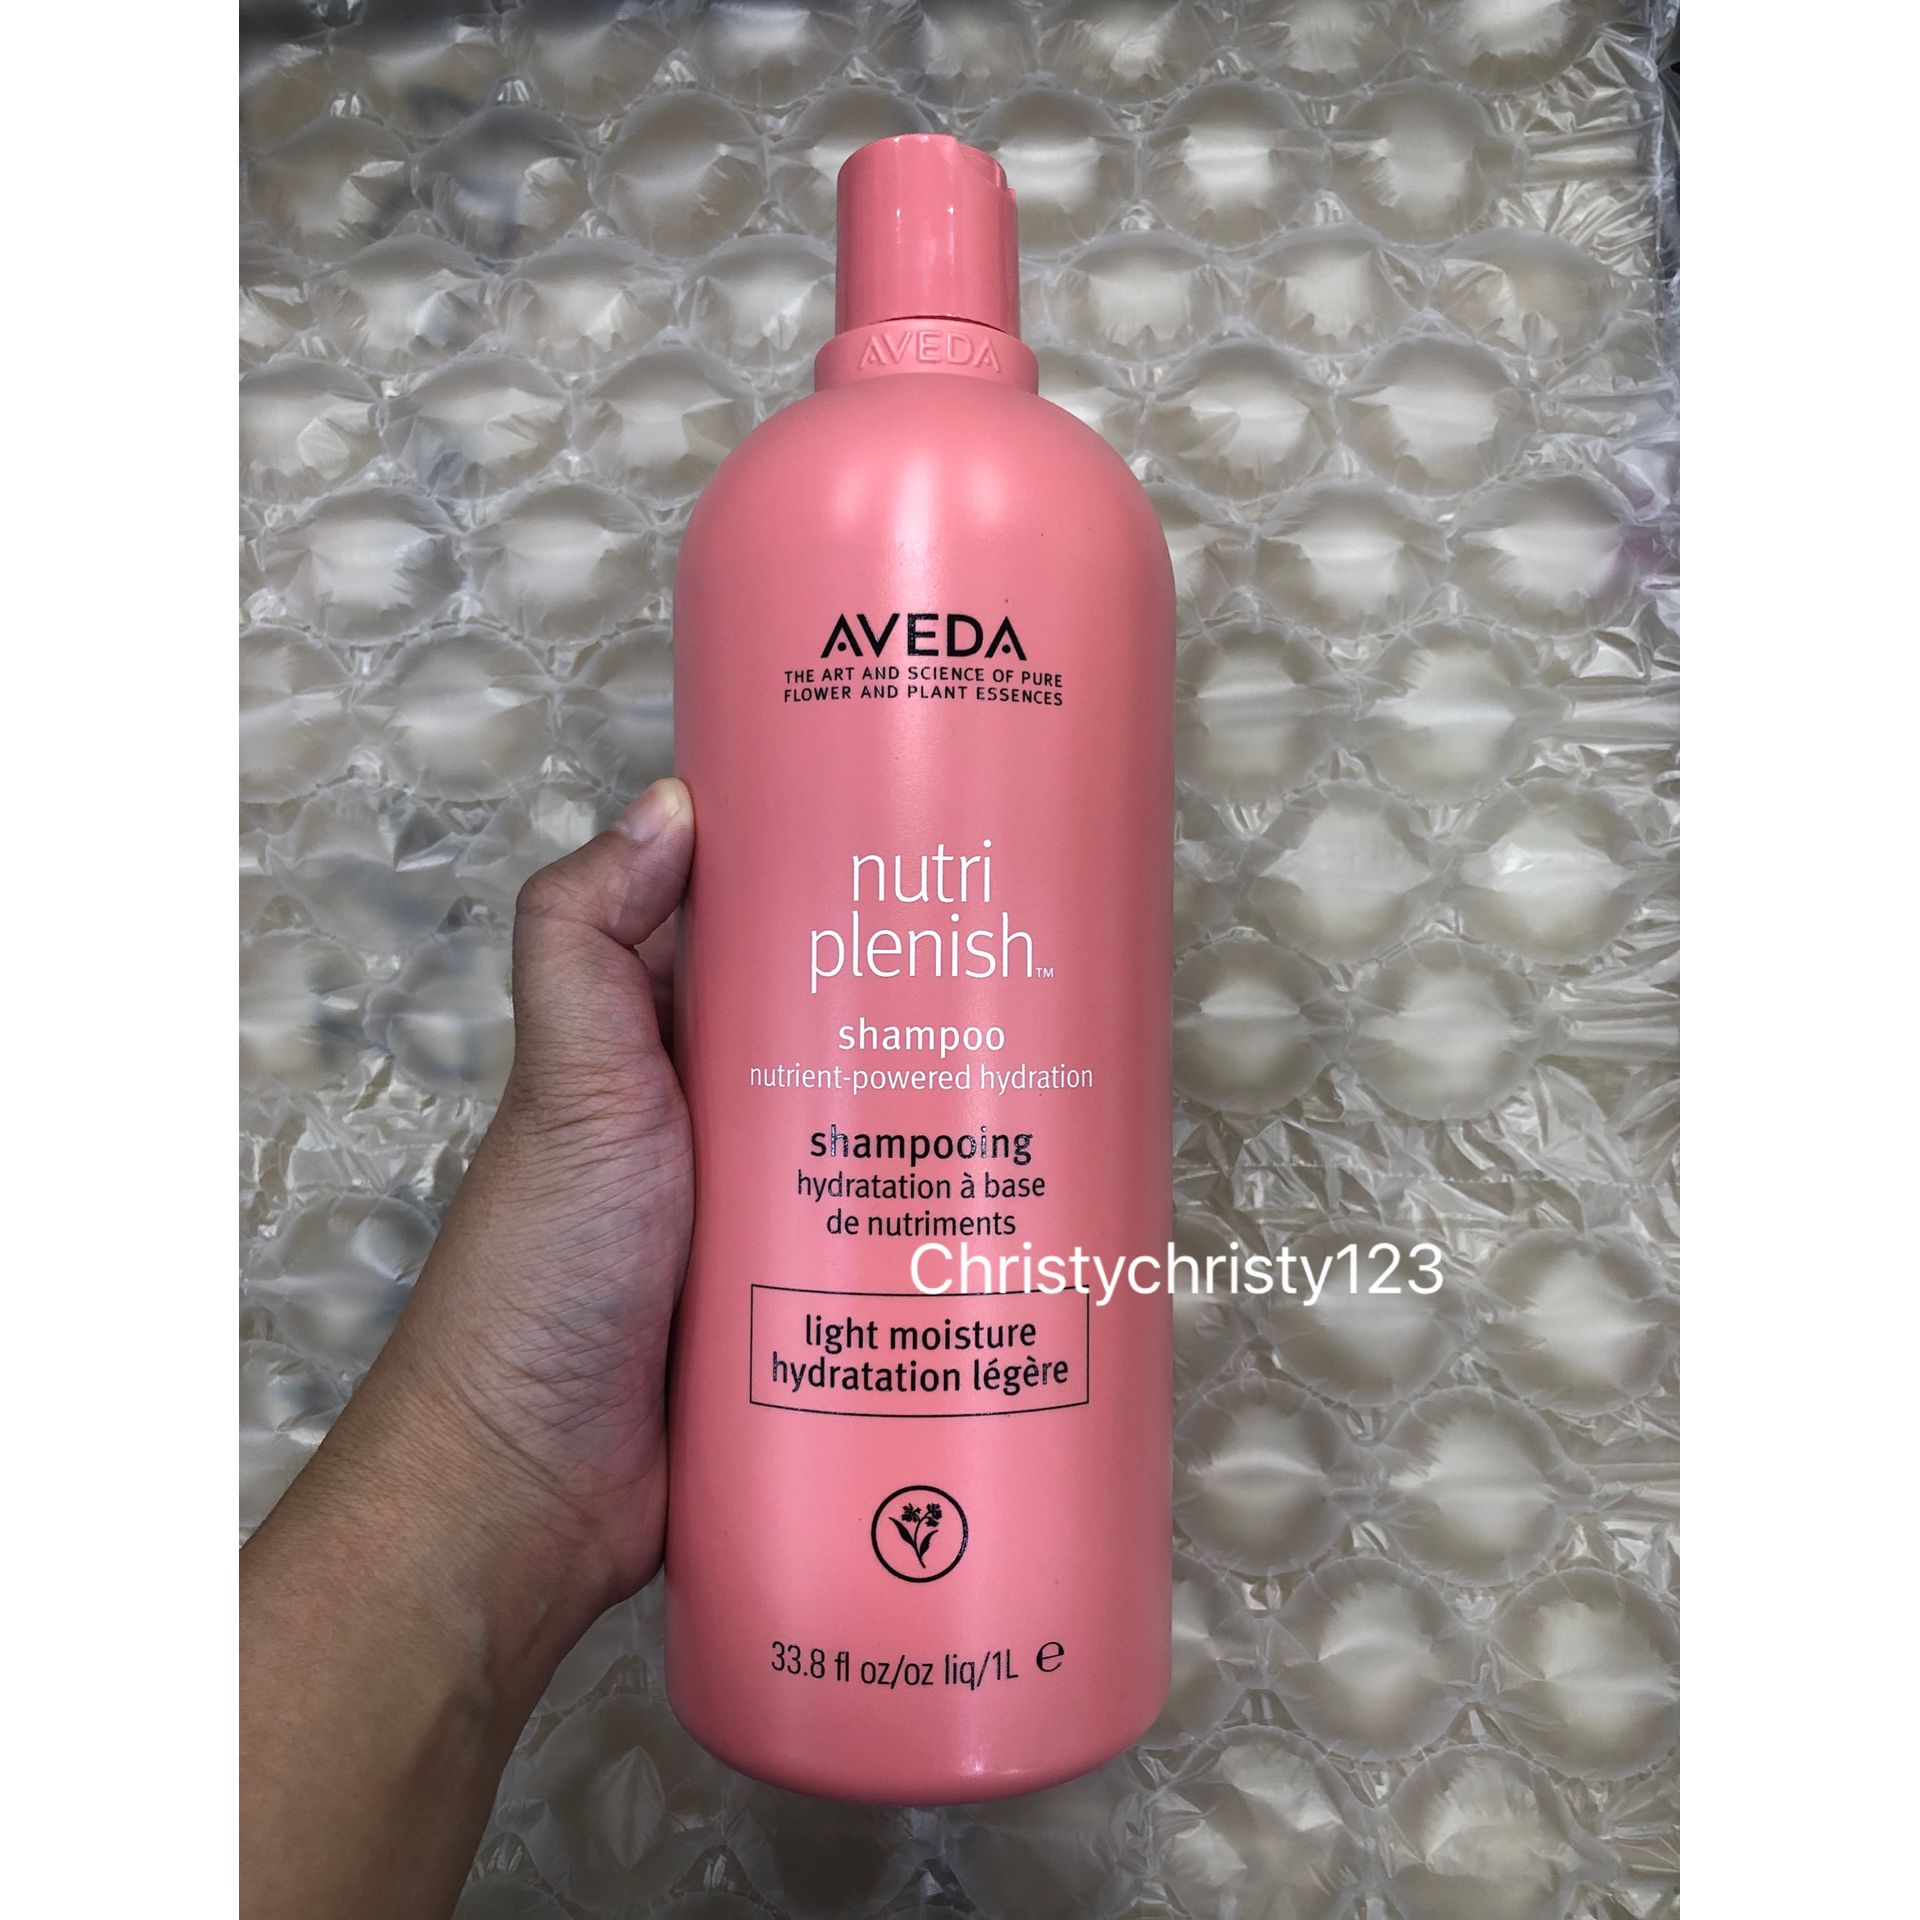 AVEDA
AVEDA
THE ART AND SCIENCE OF PURE
FLOWER AND PLANT ESSENCES
nutri
plenish™
shampoo
nutrient-powered hydration
shampooing
hydratation à base
de nutriments
Christychristy123
light moisture
hydratation légère
33.8 fl oz/oz liq/1L ℮